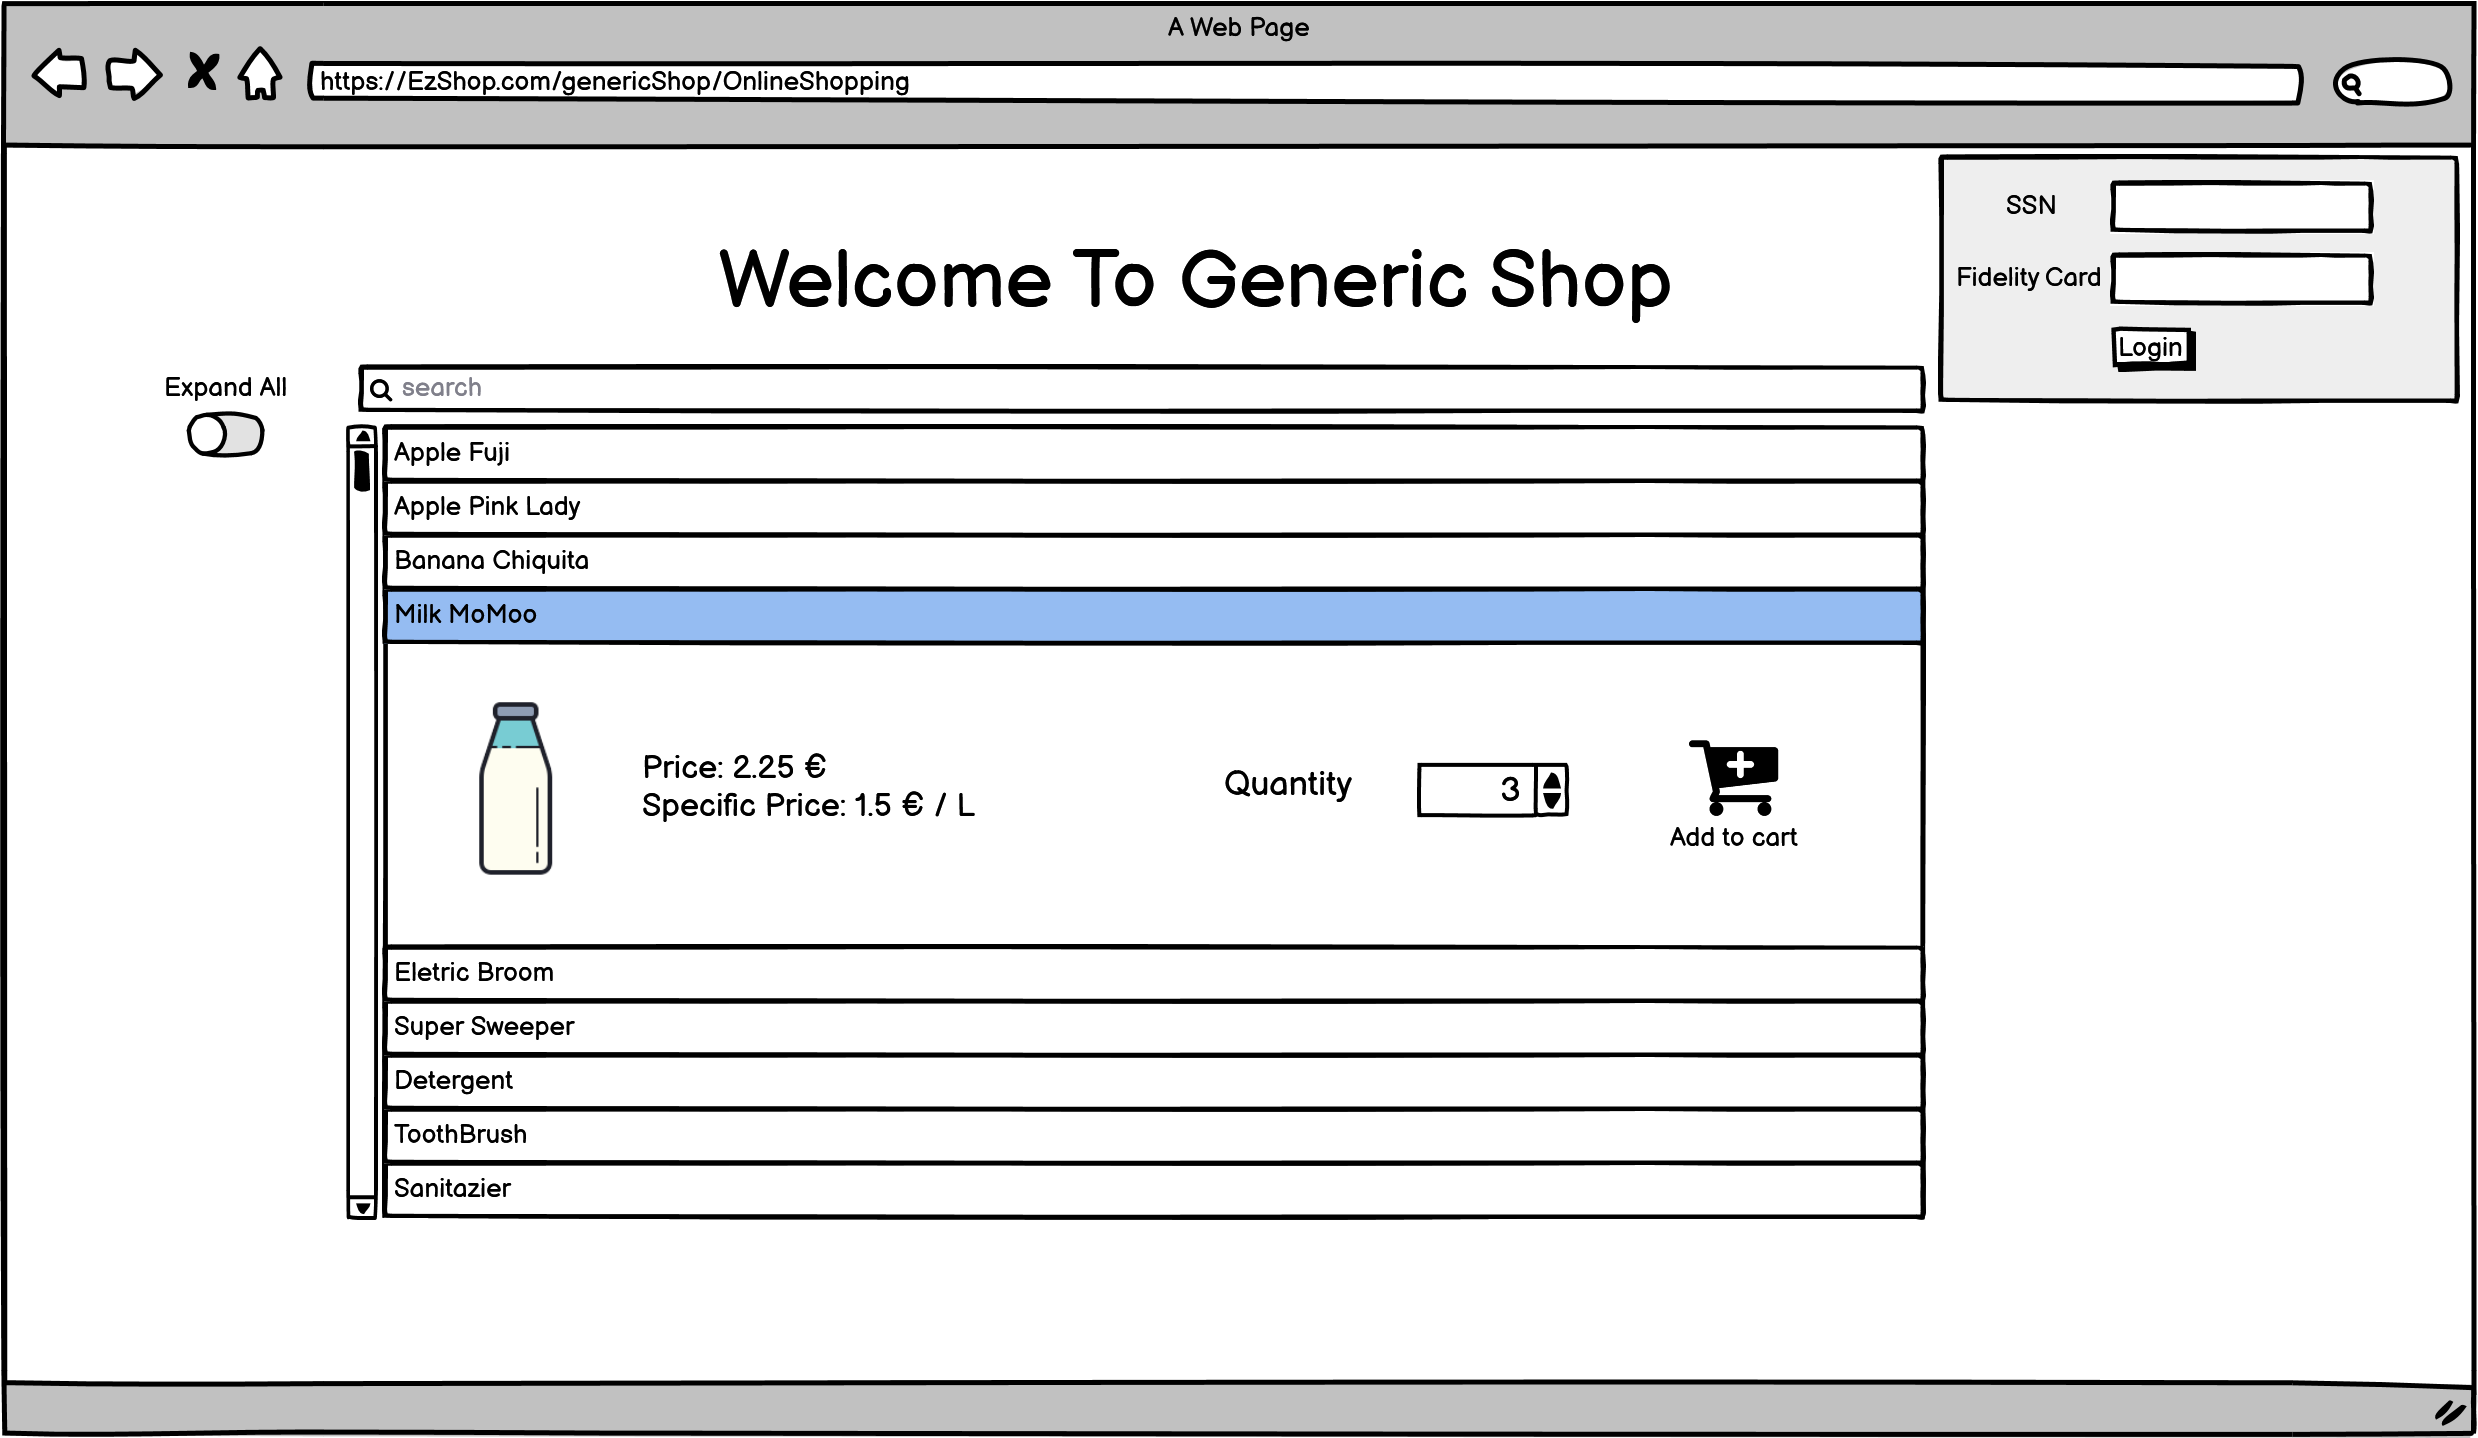 A Web Page
https://EzShop.com/genericShop/OnlineShopping
SSN
Fidelity Card
Login
Welcome To Generic Shop
Expand All
search
Apple Fuji
Apple Pink Lady
Banana Chiquita
Milk MoMoo
Price: 2.25 €
Specific Price: 1.5 € / L
Quantity
3
Add to cart
Eletric Broom
Super Sweeper
Detergent
ToothBrush
Sanitazier